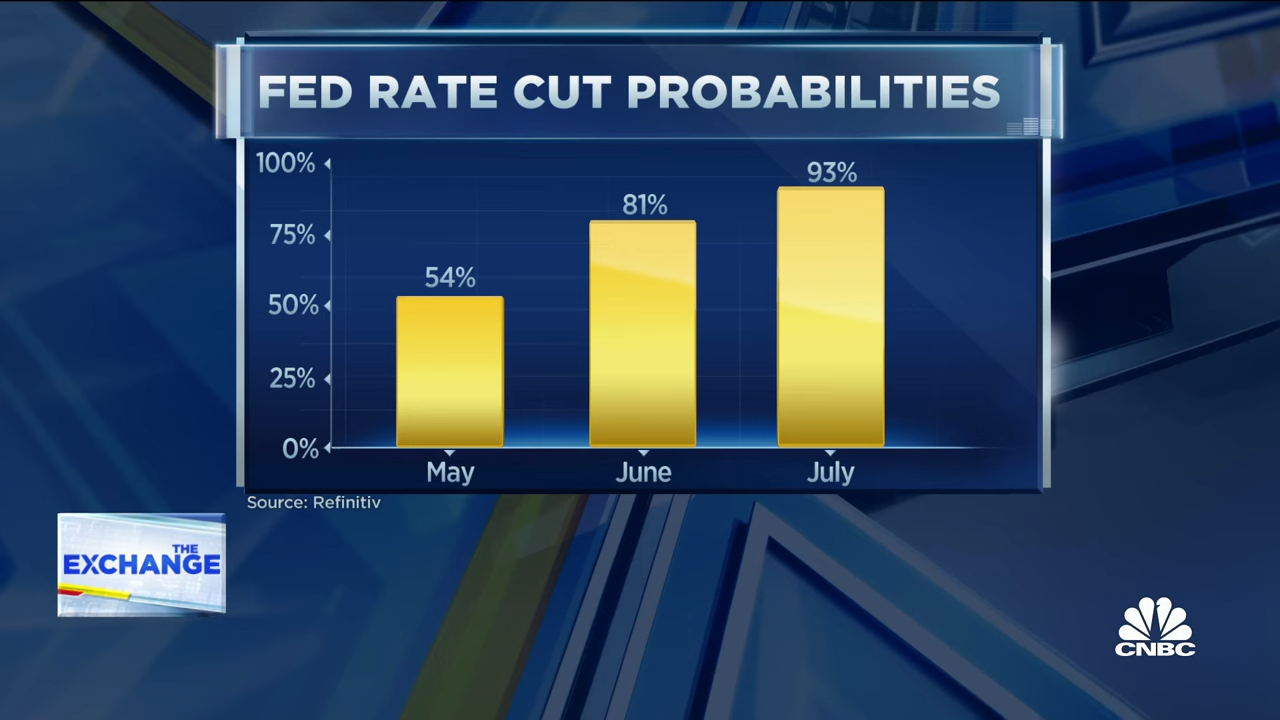 FED RATE CUT PROBABILITIES
100%
75%
50%
25%
0%
54%
81%
93%
May
June
July
Source: Refinitiv
THE
EXCHANGE
CNBC